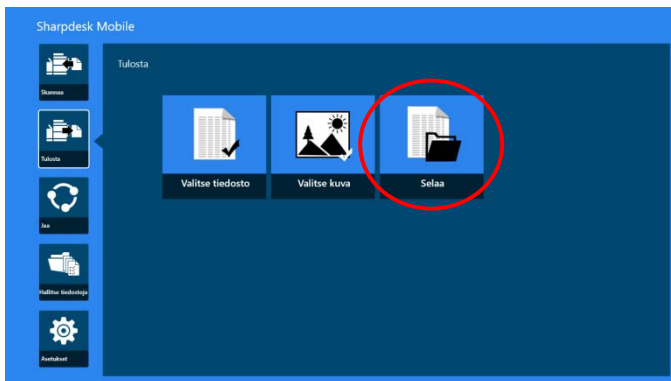 Sharpdesk Mobile
Skannaa
Tulosta
Jaa
Hallitse tiedostoja
Asetukset
Tulosta
Valitse tiedosto
Valitse kuva
Selaa